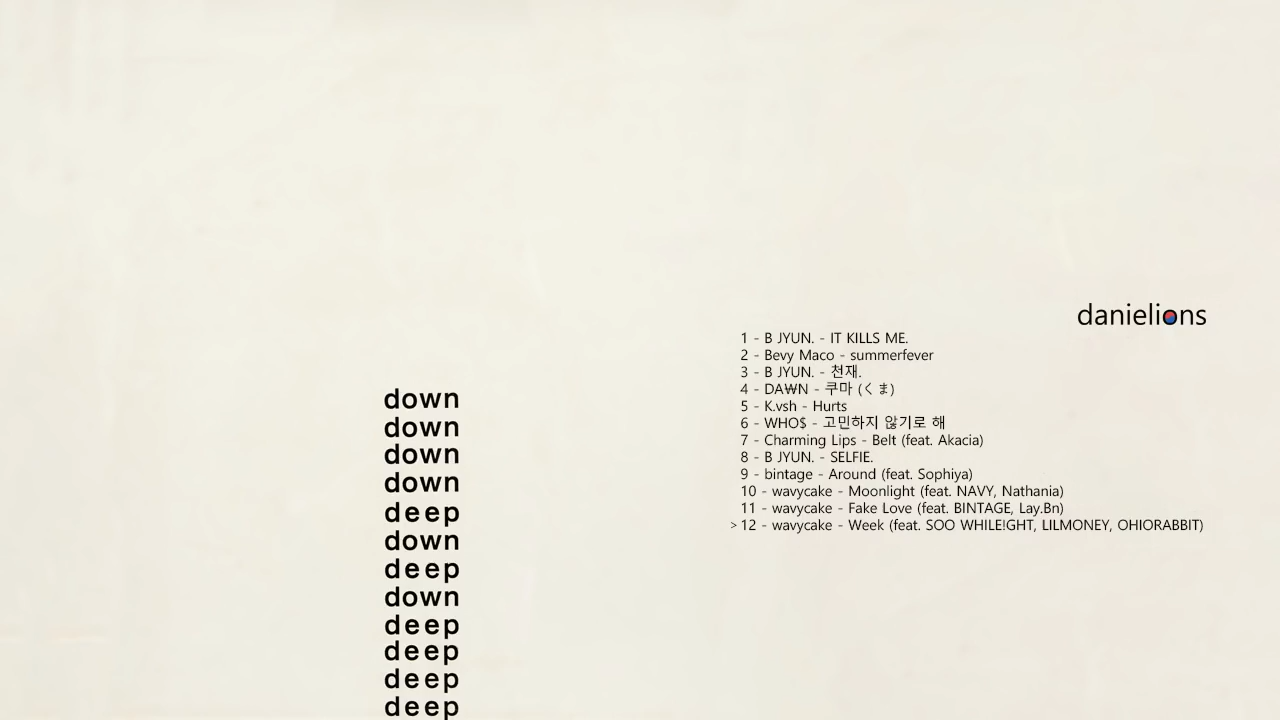 danielions
1 - B JYUN. - IT KILLS ME.
2 - Bevy Maco - summerfever
3 - B JYUN. - 천재.
4 - DA₩N - 쿠마 (くま)
5 - K.vsh - Hurts
6 - WHO$ - 고민하지 않기로 해
7 - Charming Lips - Belt (feat. Akacia)
8 - B JYUN. - SELFIE.
9 - bintage - Around (feat. Sophiya)
10 - wavycake - Moonlight (feat. NAVY, Nathania)
11 - wavycake - Fake Love (feat. BINTAGE, Lay.Bn)
> 12 - wavycake - Week (feat. SOO WHILE!GHT, LILMONEY, OHIORABBIT)
down
down
down
down
deep
down
deep
down
deep
deep
deep
deep